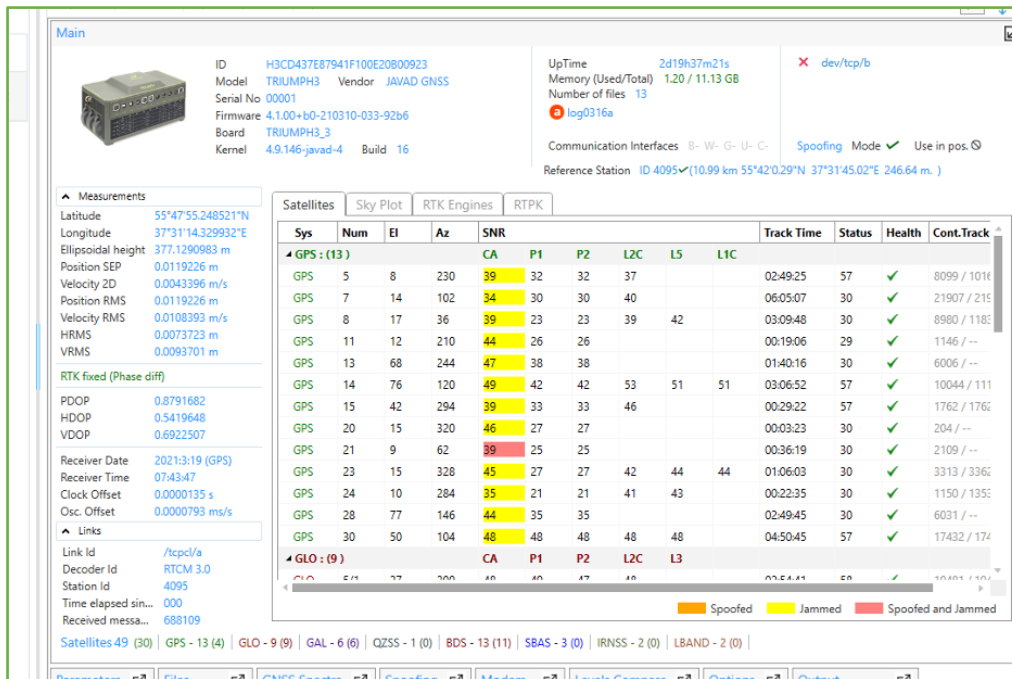 Main
ID H3CD437E87941F100E20B00923
Model TRIUMPH3 Vendor JAVAD GNSS
Serial No 00001
Firmware 4.1.00+b0-210310-033-92b6
Board TRIUMPH3_3
Kernel 4.9.146-javad-4 Build 16
UpTime 2d19h37m21s
Memory (Used/Total) 1.20 / 11.13 GB
Number of files 13
a log0316a
Communication Interfaces B- W- G- U- C-
dev/tcp/b
Spoofing Mode ✓ Use in pos.
Reference Station ID 4095✓(10.99 km 55°42'0.29"N 37°31'45.02"E 246.64 m. )
Measurements
Latitude 55°47'55.248521"N
Longitude 37°31'14.329932"E
Ellipsoidal height 377.1290983 m
Position SEP 0.0119226 m
Velocity 2D 0.0043396 m/s
Position RMS 0.0119226 m
Velocity RMS 0.0108393 m/s
HRMS 0.0073723 m
VRMS 0.0093701 m
RTK fixed (Phase diff)
PDOP 0.8791682
HDOP 0.5419648
VDOP 0.6922507
Receiver Date 2021:3:19 (GPS)
Receiver Time 07:43:47
Clock Offset 0.0000135 s
Osc. Offset 0.0000793 ms/s
Links
Link Id /tcpcl/a
Decoder Id RTCM 3.0
Station Id 4095
Time elapsed sin... 000
Received messa... 688109
Satellites Sky Plot RTK Engines RTPK
Sys Num El Az SNR Track Time Status Health Cont.Track
GPS : (13 ) CA P1 P2 L2C L5 L1C
GPS 5 8 230 39 32 32 37 02:49:25 57 ✓ 8099 / 1016
GPS 7 14 102 34 30 30 40 06:05:07 30 ✓ 21907 / 219
GPS 8 17 36 39 23 23 39 42 03:09:48 30 ✓ 8980 / 1183
GPS 11 12 210 44 26 26 00:19:06 29 ✓ 1146 / --
GPS 13 68 244 47 38 38 01:40:16 30 ✓ 6006 / --
GPS 14 76 120 49 42 42 53 51 51 03:06:52 57 ✓ 10044 / 111
GPS 15 42 294 39 33 33 46 00:29:22 57 ✓ 1762 / 1762
GPS 20 15 320 46 27 27 00:03:23 30 ✓ 204 / --
GPS 21 9 62 39 25 25 00:36:19 30 ✓ 2109 / --
GPS 23 15 328 45 27 27 42 44 44 01:06:03 30 ✓ 3313 / 3362
GPS 24 10 284 35 21 21 41 43 00:22:35 30 ✓ 1150 / 1353
GPS 28 77 146 44 35 35 02:49:45 30 ✓ 6031 / --
GPS 30 50 104 48 48 48 48 48 04:50:45 57 ✓ 17432 / 174
GLO : (9 ) CA P1 P2 L2C L3
Spoofed Jammed Spoofed and Jammed
Satellites 49 (30) GPS - 13 (4) GLO - 9 (9) GAL - 6 (6) QZSS - 1 (0) BDS - 13 (11) SBAS - 3 (0) IRNSS - 2 (0) LBAND - 2 (0)